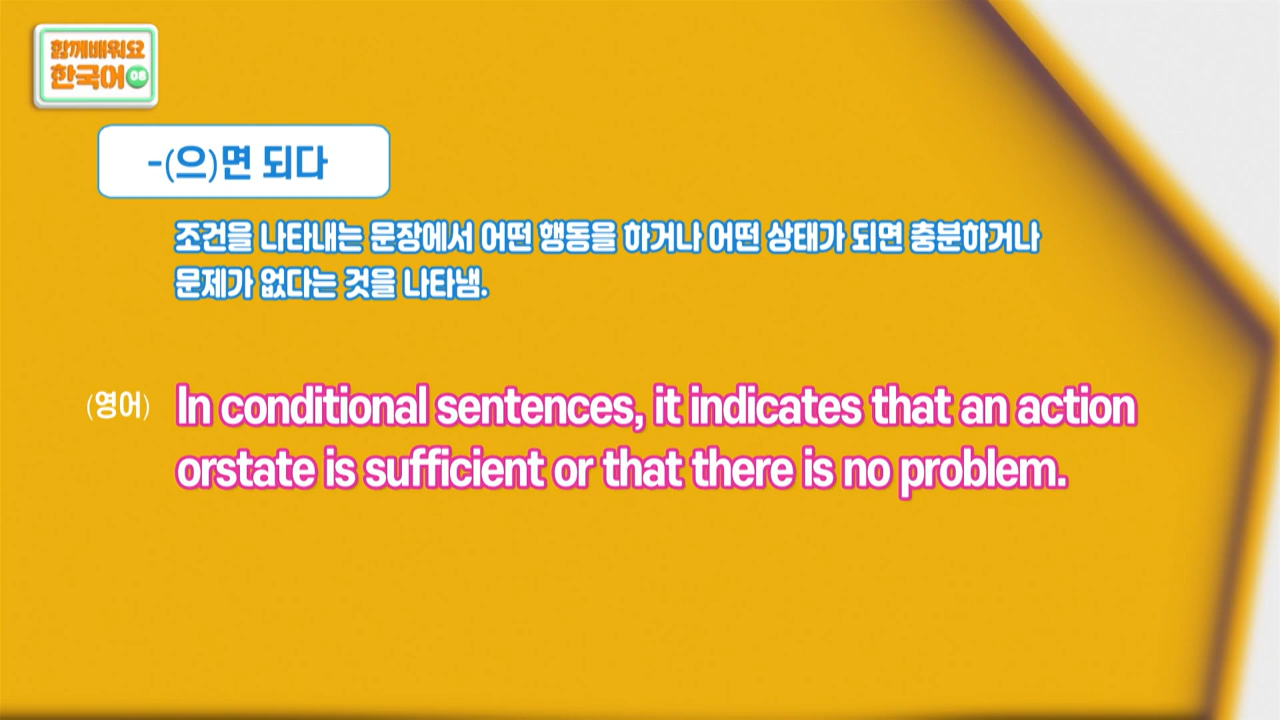 함께배워요
한국어 08
-(으)면 되다
조건을 나타내는 문장에서 어떤 행동을 하거나 어떤 상태가 되면 충분하거나
문제가 없다는 것을 나타냄.
(영어) In conditional sentences, it indicates that an action
orstate is sufficient or that there is no problem.